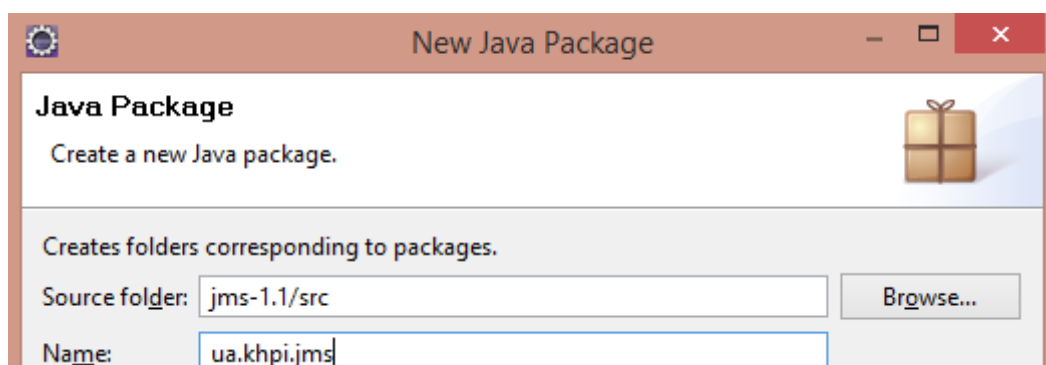 New Java Package
Java Package
Create a new Java package.
Creates folders corresponding to packages.
Source folder: jms-1.1/src Browse...
Name: ua.khpi.jms